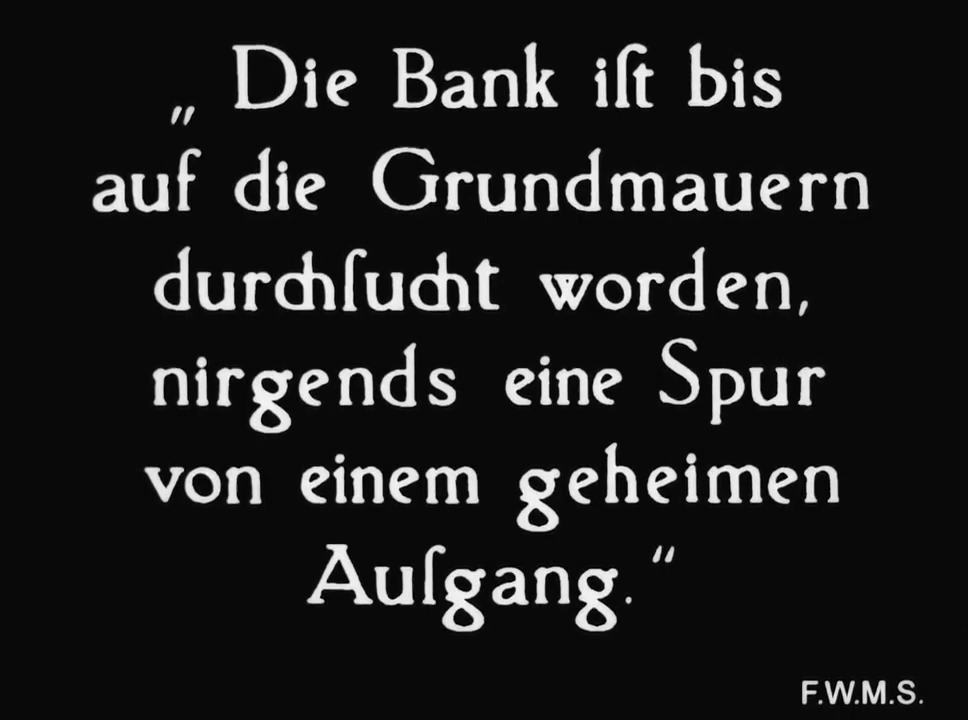 „Die Bank iſt bis
auf die Grundmauern
durchſucht worden,
nirgends eine Spur
von einem geheimen
Auſgang.“
F.W.M.S.